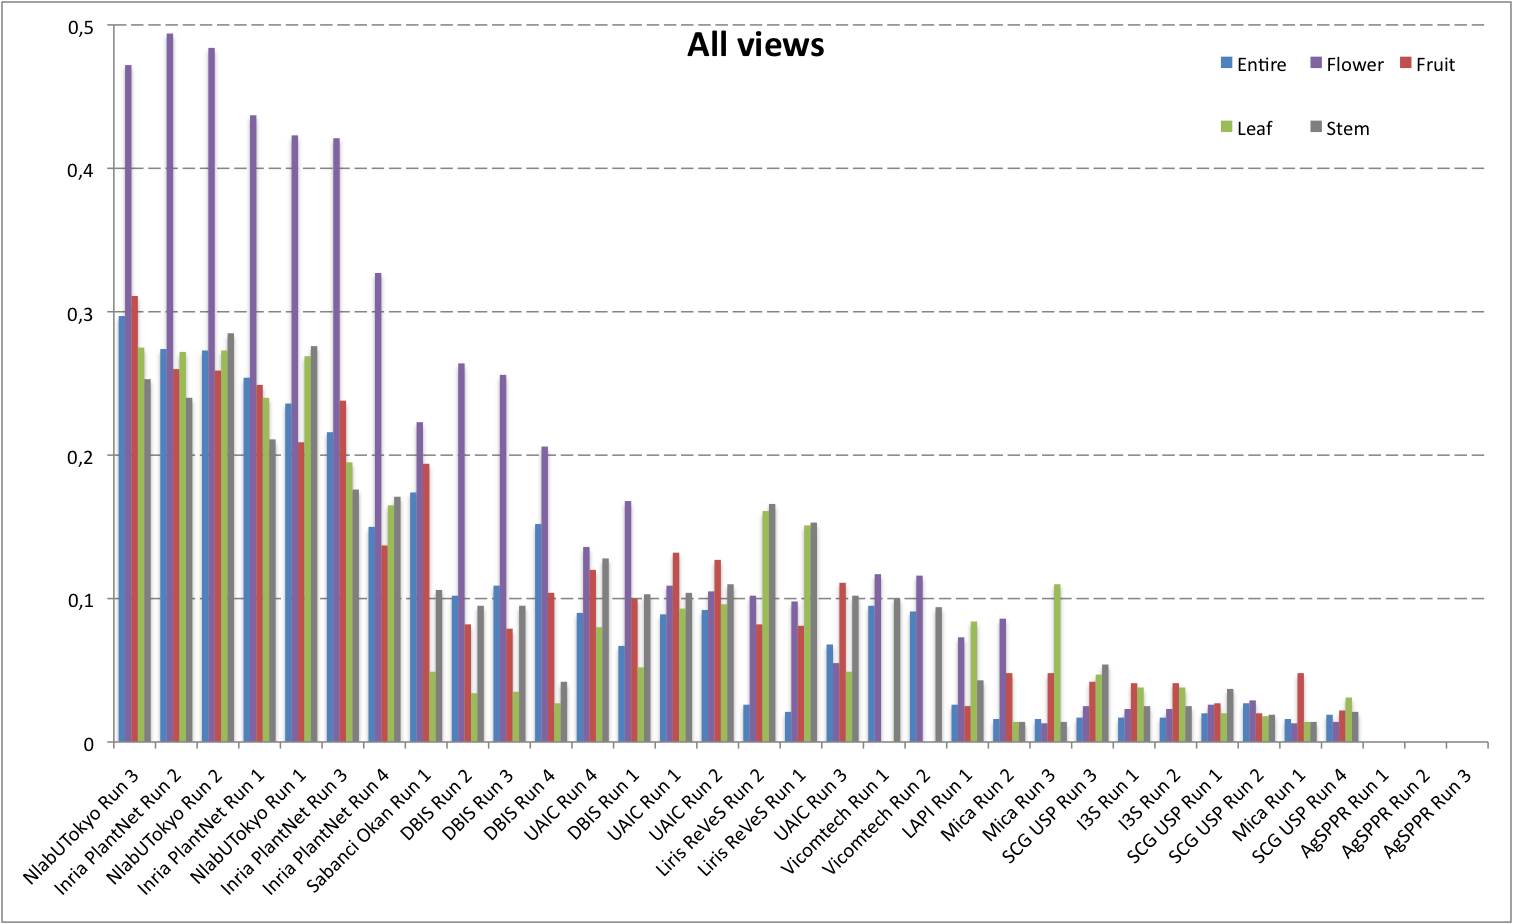 All views
Entire
Flower
Fruit
Leaf
Stem
0,5
0,4
0,3
0,2
0,1
0
NlabUTokyo Run 3
Inria PlantNet Run 2
NlabUTokyo Run 2
Inria PlantNet Run 1
NlabUTokyo Run 1
Inria PlantNet Run 3
Inria PlantNet Run 4
Sabanci Okan Run 1
DBIS Run 2
DBIS Run 3
DBIS Run 4
UAIC Run 4
DBIS Run 1
UAIC Run 1
UAIC Run 2
Liris ReVeS Run 2
Liris ReVeS Run 1
UAIC Run 3
Vicomtech Run 1
Vicomtech Run 2
LAPI Run 1
Mica Run 2
Mica Run 3
SCG USP Run 3
I3S Run 1
I3S Run 2
SCG USP Run 1
SCG USP Run 2
Mica Run 1
SCG USP Run 4
AgSPPR Run 1
AgSPPR Run 2
AgSPPR Run 3